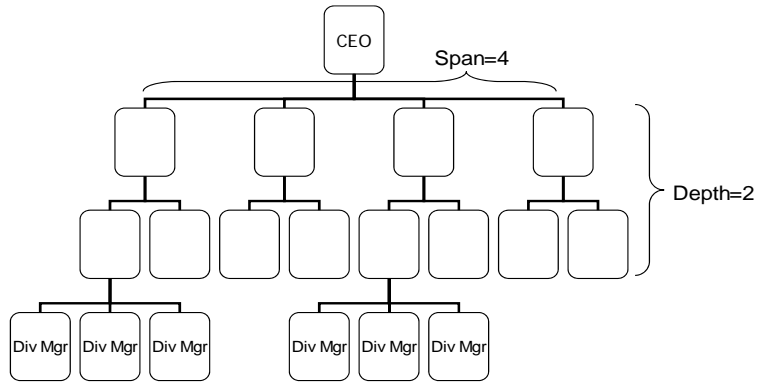 CEO
Span=4
Depth=2
Div Mgr Div Mgr Div Mgr Div Mgr Div Mgr Div Mgr